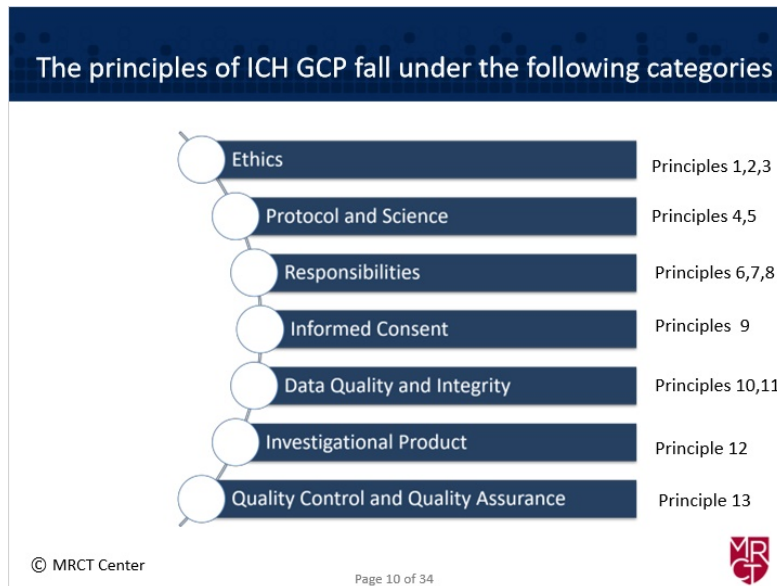 The principles of ICH GCP fall under the following categories
Ethics Principles 1,2,3
Protocol and Science Principles 4,5
Responsibilities Principles 6,7,8
Informed Consent Principles 9
Data Quality and Integrity Principles 10,11
Investigational Product Principle 12
Quality Control and Quality Assurance Principle 13
© MRCT Center
Page 10 of 34
MR
CT